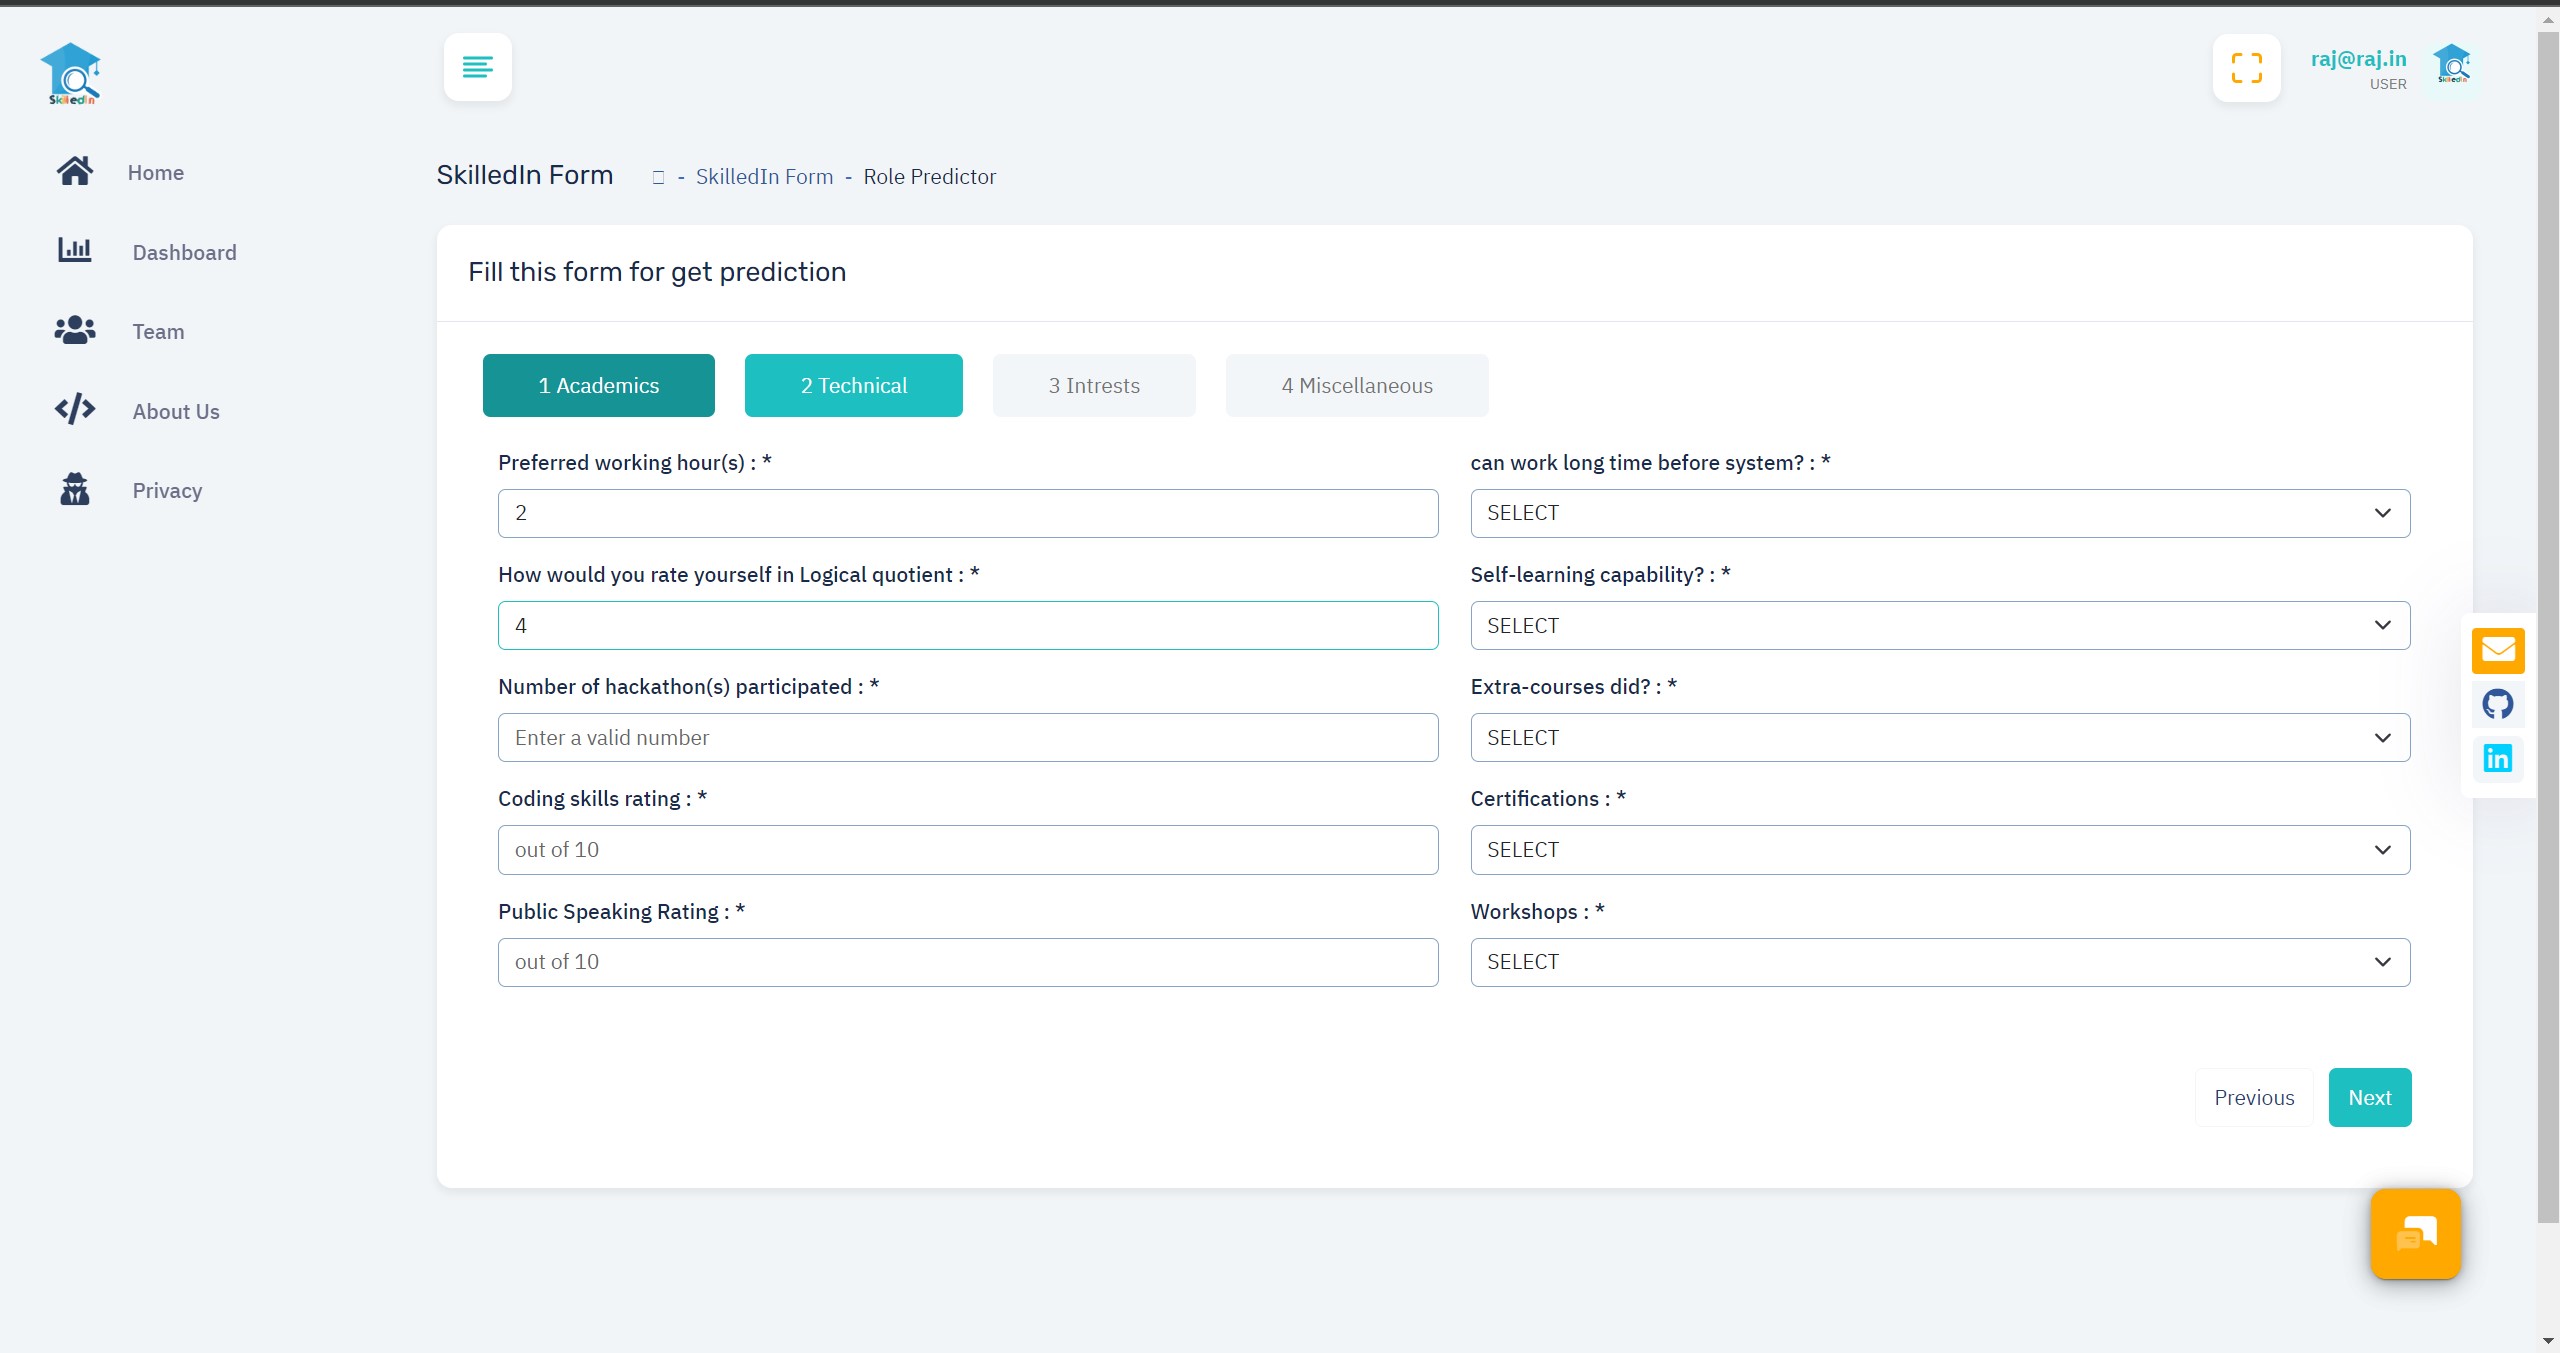 SkilledIn
raj@raj.in
USER
SkilledIn
Home
Dashboard
Team
About Us
Privacy
SkilledIn Form
- SkilledIn Form - Role Predictor
Fill this form for get prediction
1 Academics
2 Technical
3 Intrests
4 Miscellaneous
Preferred working hour(s) : *
2
can work long time before system? : *
SELECT
How would you rate yourself in Logical quotient : *
4
Self-learning capability? : *
SELECT
Number of hackathon(s) participated : *
Enter a valid number
Extra-courses did? : *
SELECT
Coding skills rating : *
out of 10
Certifications : *
SELECT
Public Speaking Rating : *
out of 10
Workshops : *
SELECT
in
Previous
Next